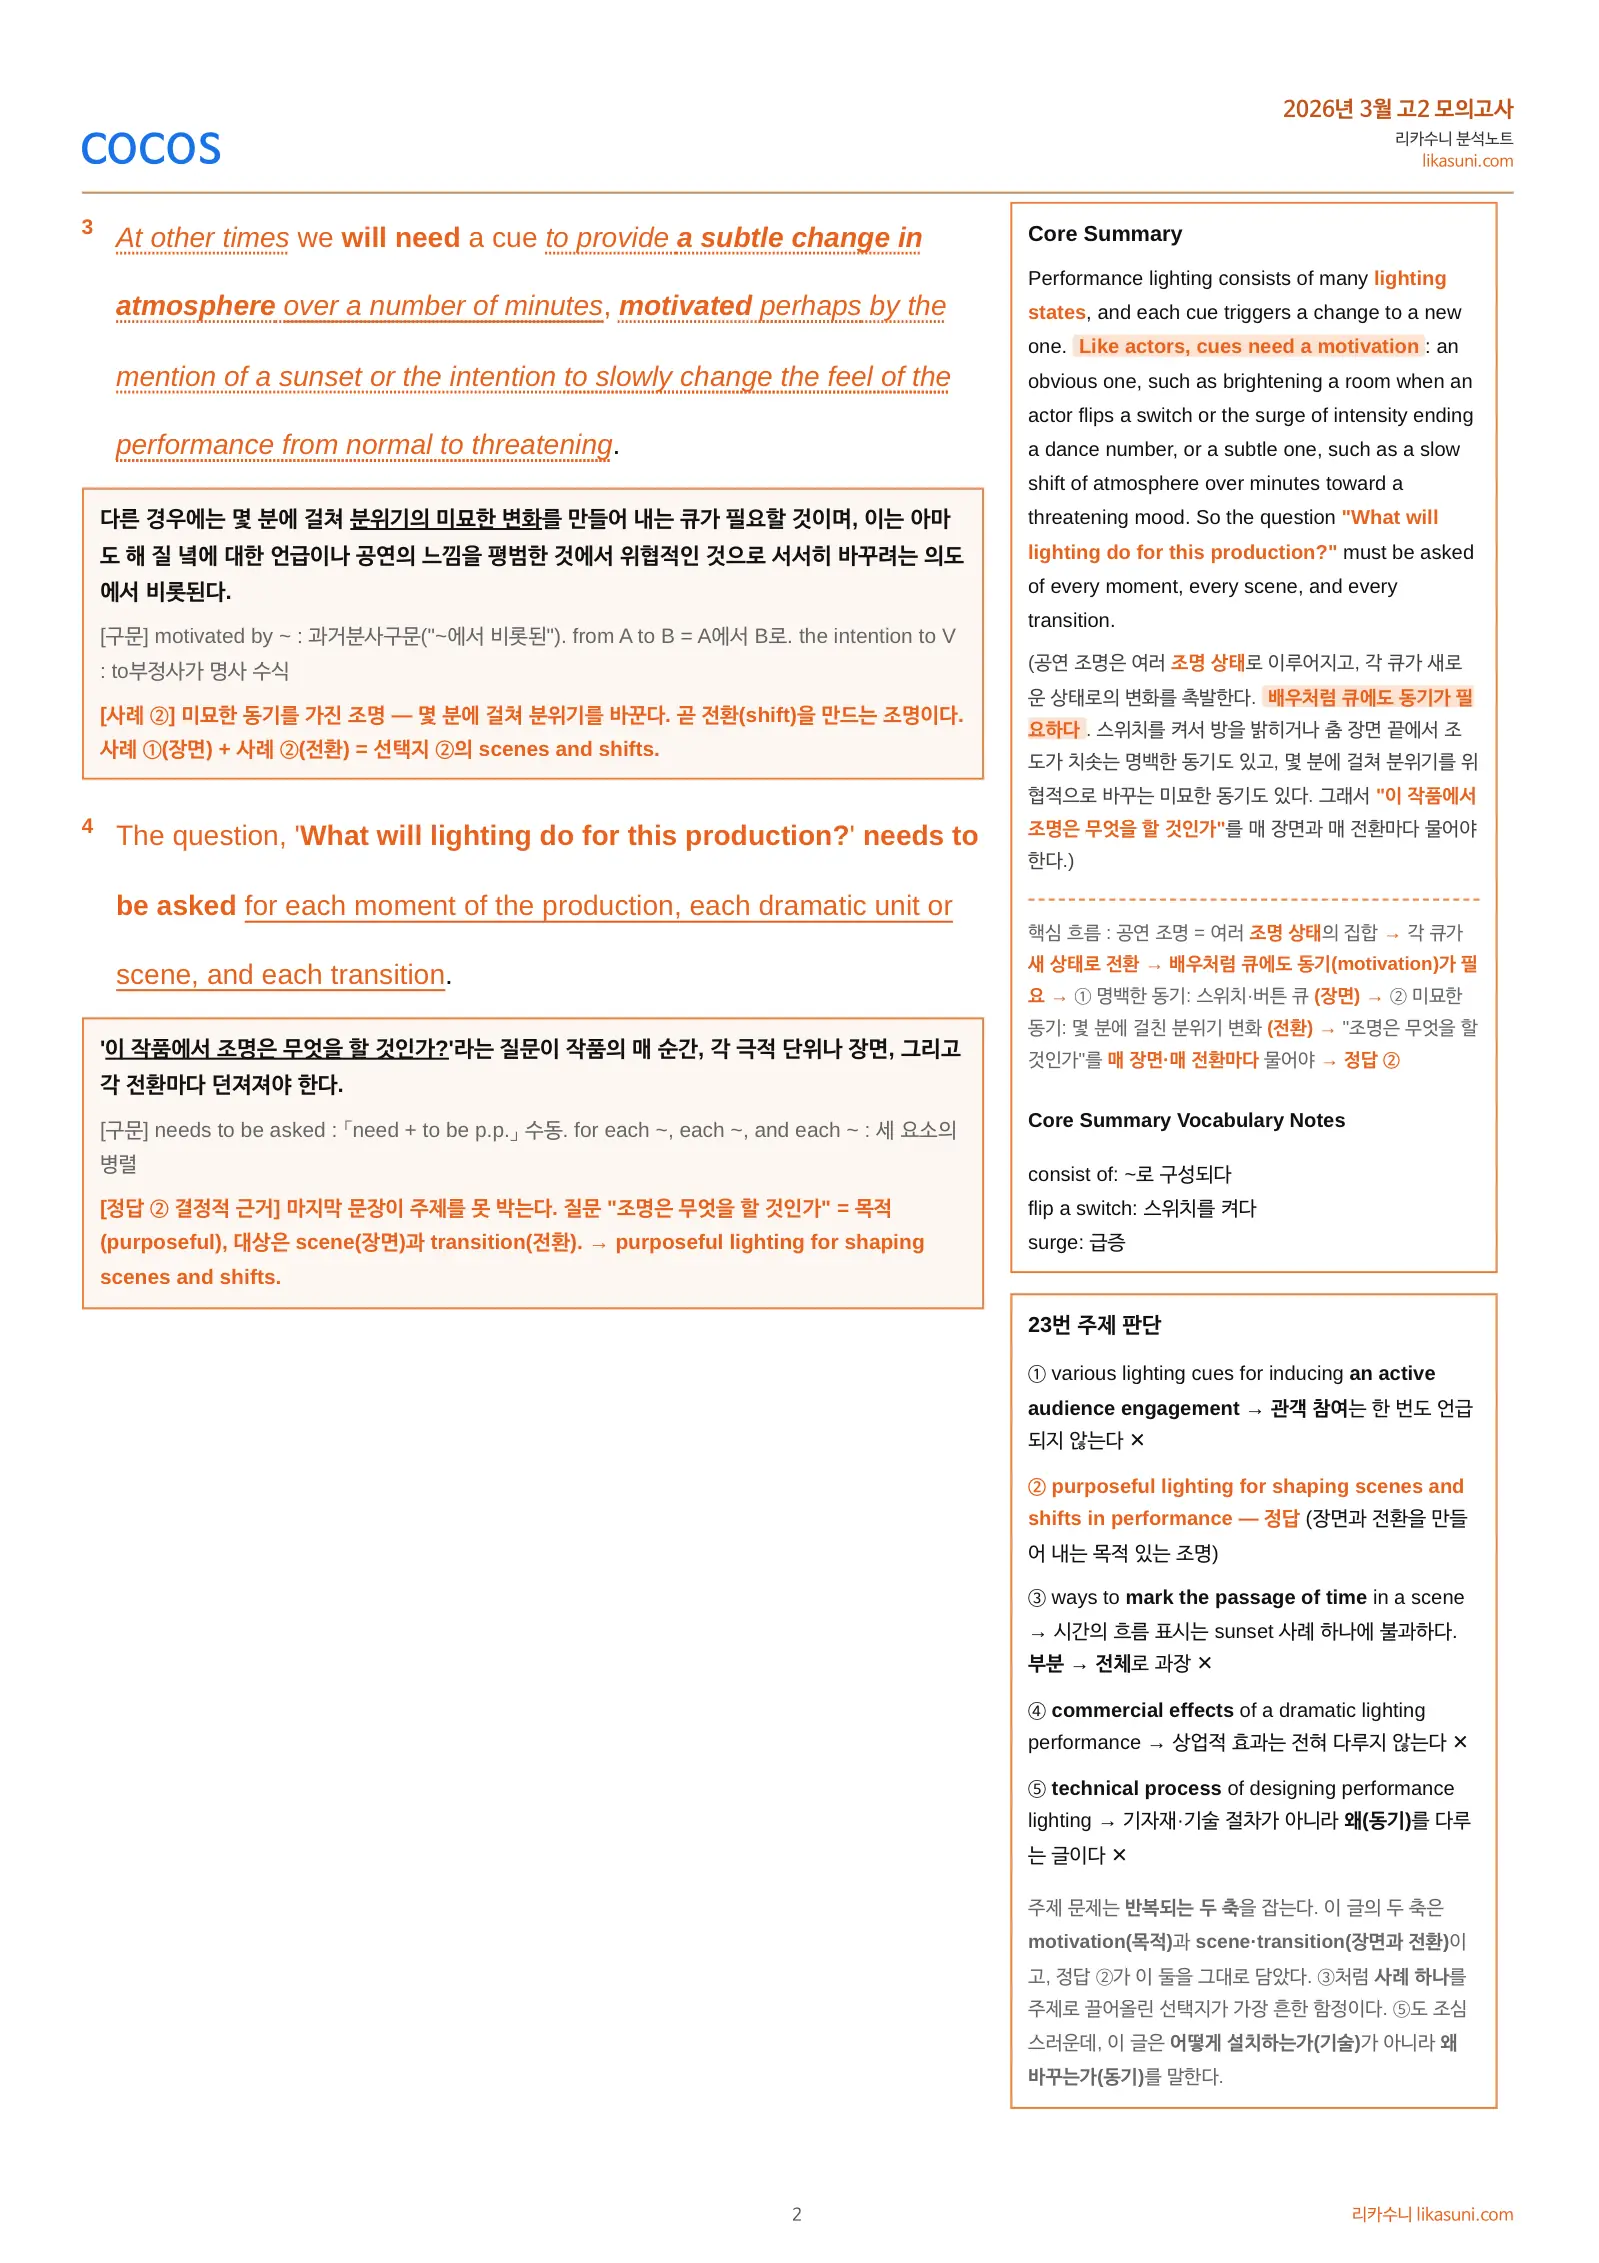 cocos
2026년 3월 고2 모의고사
리카수니 분석노트
likasuni.com
3 At other times we will need a cue to provide a subtle change in
atmosphere over a number of minutes, motivated perhaps by the
mention of a sunset or the intention to slowly change the feel of the
performance from normal to threatening.
다른 경우에는 몇 분에 걸쳐 분위기의 미묘한 변화를 만들어 내는 큐가 필요할 것이며, 이는 아마
도 해 질 녘에 대한 언급이나 공연의 느낌을 평범한 것에서 위협적인 것으로 서서히 바꾸려는 의도
에서 비롯된다.
[구문] motivated by ~ : 과거분사구문("~에서 비롯된"). from A to B = A에서 B로. the intention to V
: to부정사가 명사 수식
[사례 ②] 미묘한 동기를 가진 조명 — 몇 분에 걸쳐 분위기를 바꾼다. 곧 전환(shift)을 만드는 조명이다.
사례 ①(장면) + 사례 ②(전환) = 선택지 ②의 scenes and shifts.
4 The question, 'What will lighting do for this production?' needs to
be asked for each moment of the production, each dramatic unit or
scene, and each transition.
'이 작품에서 조명은 무엇을 할 것인가?'라는 질문이 작품의 매 순간, 각 극적 단위나 장면, 그리고
각 전환마다 던져져야 한다.
[구문] needs to be asked : 「need + to be p.p.」 수동. for each ~, each ~, and each ~ : 세 요소의
병렬
[정답 ② 결정적 근거] 마지막 문장이 주제를 못 박는다. 질문 "조명은 무엇을 할 것인가" = 목적
(purposeful), 대상은 scene(장면)과 transition(전환). → purposeful lighting for shaping
scenes and shifts.
Core Summary
Performance lighting consists of many lighting
states, and each cue triggers a change to a new
one. Like actors, cues need a motivation : an
obvious one, such as brightening a room when an
actor flips a switch or the surge of intensity ending
a dance number, or a subtle one, such as a slow
shift of atmosphere over minutes toward a
threatening mood. So the question "What will
lighting do for this production?" must be asked
of every moment, every scene, and every
transition.
(공연 조명은 여러 조명 상태로 이루어지고, 각 큐가 새로
운 상태로의 변화를 촉발한다. 배우처럼 큐에도 동기가 필
요하다 . 스위치를 켜서 방을 밝히거나 춤 장면 끝에서 조
도가 치솟는 명백한 동기도 있고, 몇 분에 걸쳐 분위기를 위
협적으로 바꾸는 미묘한 동기도 있다. 그래서 "이 작품에서
조명은 무엇을 할 것인가"를 매 장면과 매 전환마다 물어야
한다.)
핵심 흐름 : 공연 조명 = 여러 조명 상태의 집합 → 각 큐가
새 상태로 전환 → 배우처럼 큐에도 동기(motivation)가 필
요 → ① 명백한 동기: 스위치·버튼 큐 (장면) → ② 미묘한
동기: 몇 분에 걸친 분위기 변화 (전환) → "조명은 무엇을 할
것인가"를 매 장면·매 전환마다 물어야 → 정답 ②
Core Summary Vocabulary Notes
consist of: ~로 구성되다
flip a switch: 스위치를 켜다
surge: 급증
23번 주제 판단
① various lighting cues for inducing an active
audience engagement → 관객 참여는 한 번도 언급
되지 않는다 ✕
② purposeful lighting for shaping scenes and
shifts in performance — 정답 (장면과 전환을 만들
어 내는 목적 있는 조명)
③ ways to mark the passage of time in a scene
→ 시간의 흐름 표시는 sunset 사례 하나에 불과하다.
부분 → 전체로 과장 ✕
④ commercial effects of a dramatic lighting
performance → 상업적 효과는 전혀 다루지 않는다 ✕
⑤ technical process of designing performance
lighting → 기자재·기술 절차가 아니라 왜(동기)를 다루
는 글이다 ✕
주제 문제는 반복되는 두 축을 잡는다. 이 글의 두 축은
motivation(목적)과 scene·transition(장면과 전환)이
고, 정답 ②가 이 둘을 그대로 담았다. ③처럼 사례 하나를
주제로 끌어올린 선택지가 가장 흔한 함정이다. ⑤도 조심
스러운데, 이 글은 어떻게 설치하는가(기술)가 아니라 왜
바꾸는가(동기)를 말한다.
2
리카수니 likasuni.com